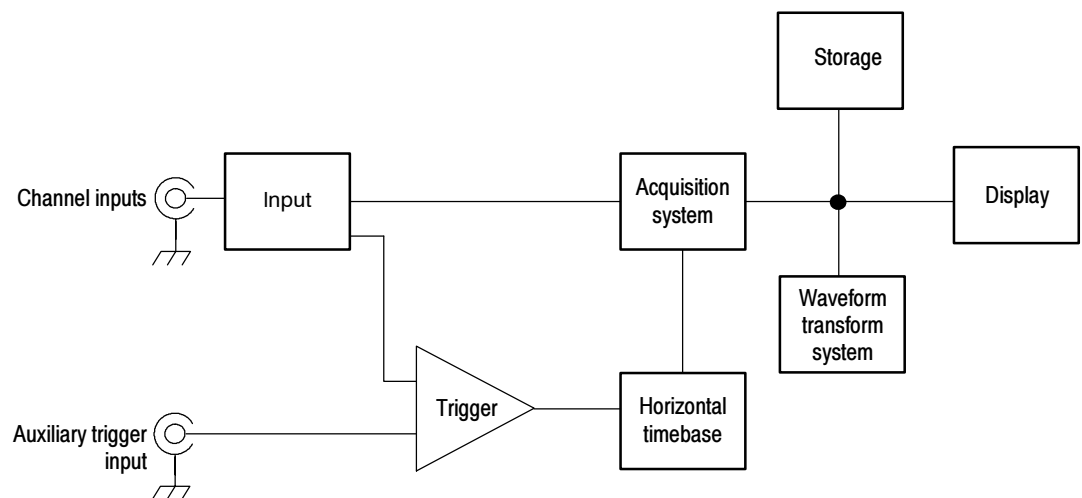 Storage
Channel inputs
Input
Acquisition
system
Display
Waveform
transform
system
Trigger
Horizontal
timebase
Auxiliary trigger
input